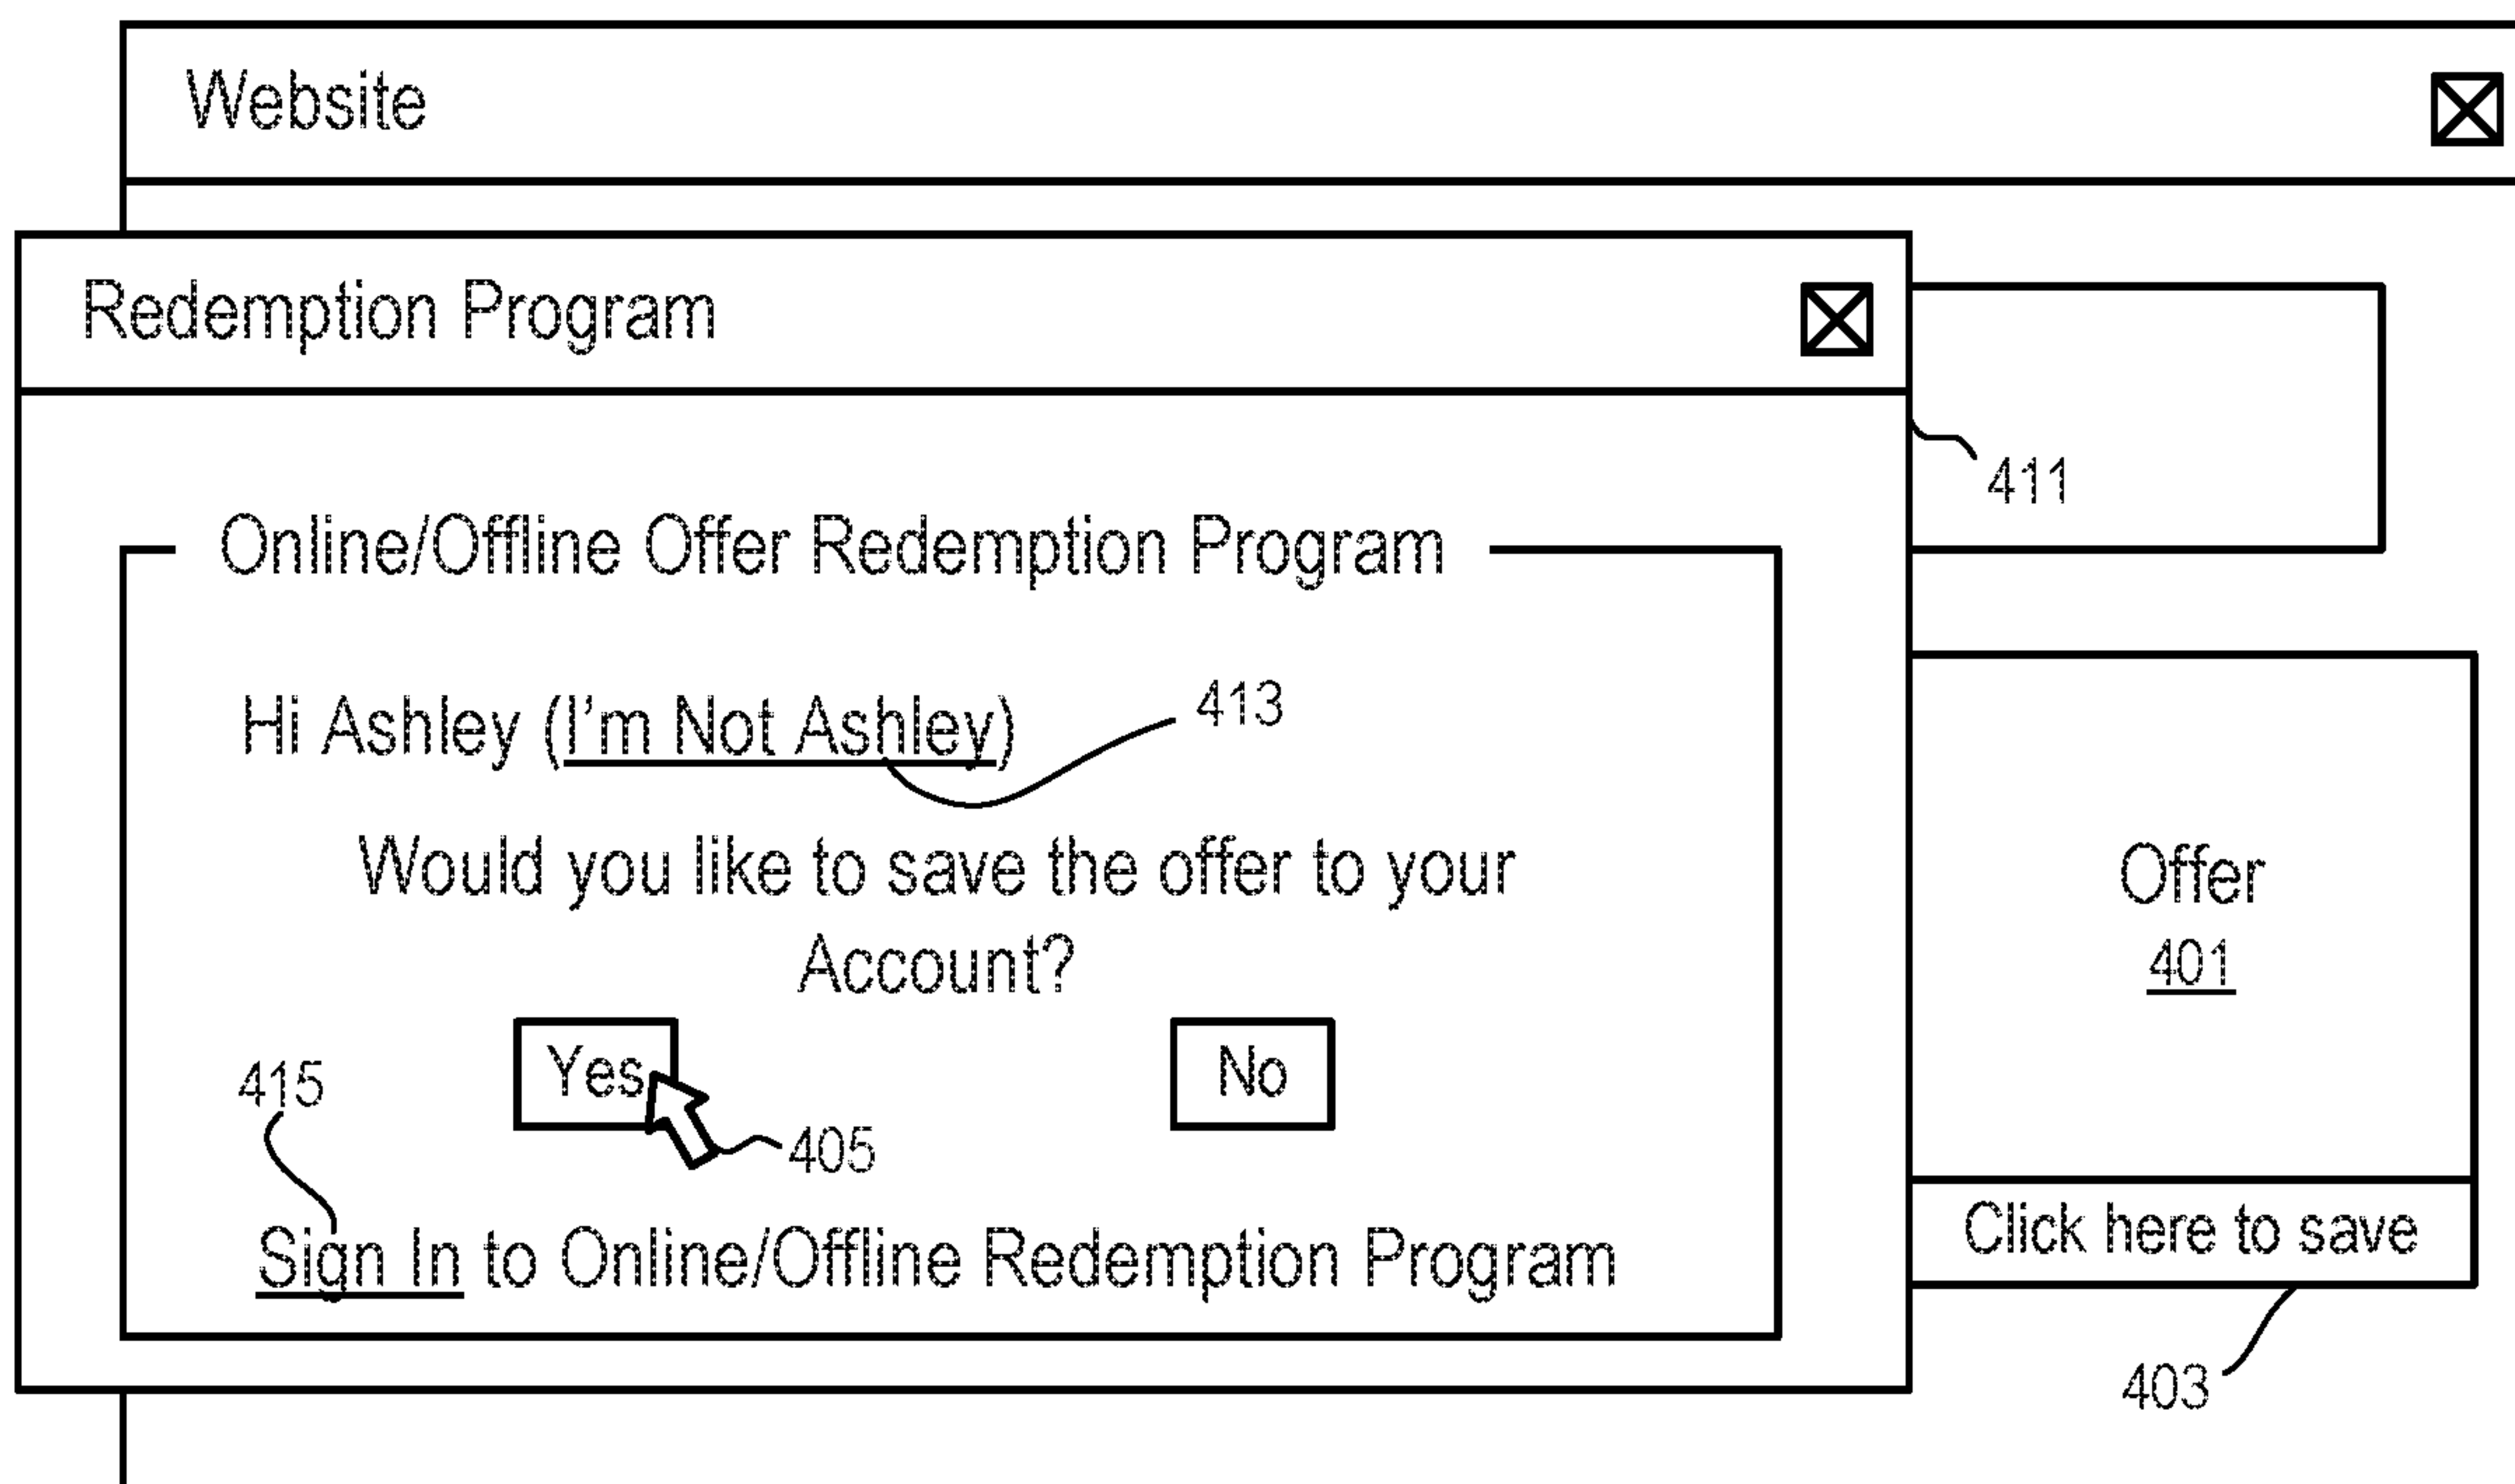 Website
Redemption Program
411
Online/Offline Offer Redemption Program
Hi Ashley (I'm Not Ashley)
413
Would you like to save the offer to your
Account?
Yes
No
415
405
Sign In to Online/Offline Redemption Program
Offer
401
Click here to save
403